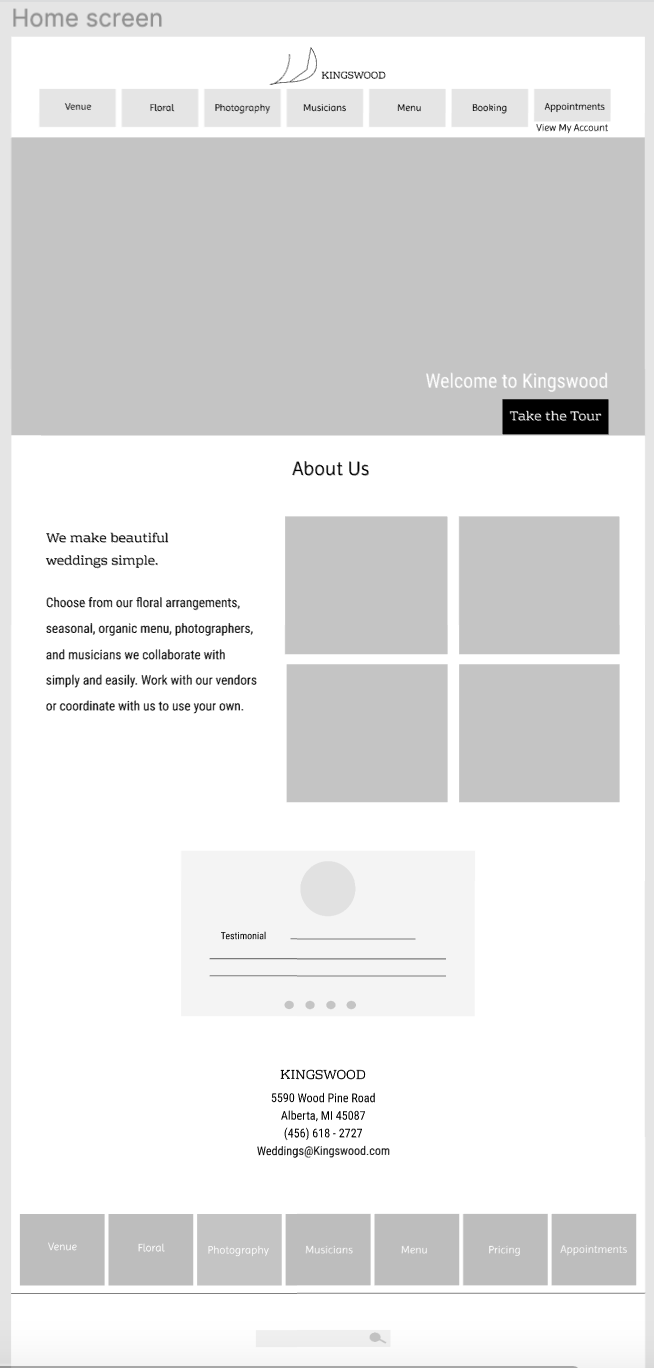 Home screen
KINGSWOOD
Venue
Floral
Photography
Musicians
Menu
Booking
Appointments
View My Account
Welcome to Kingswood
Take the Tour
About Us
We make beautiful
weddings simple.
Choose from our floral arrangements,
seasonal, organic menu, photographers,
and musicians we collaborate with
simply and easily. Work with our vendors
or coordinate with us to use your own.
Testimonial
KINGSWOOD
5590 Wood Pine Road
Alberta, MI 45087
(456) 618 - 2727
Weddings@Kingswood.com
Venue
Floral
Photography
Musicians
Menu
Pricing
Appointments